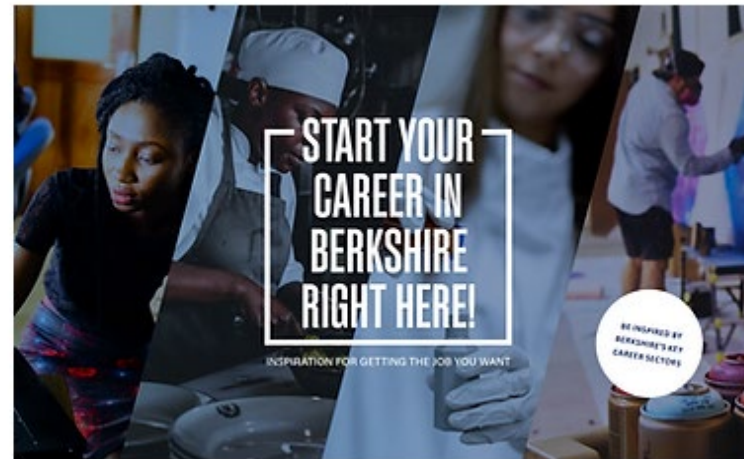 START YOUR
CAREER IN
BERKSHIRE
RIGHT HERE!
INSPIRATION FOR GETTING THE JOB YOU WANT
BE INSPIRED BY
BERKSHIRE'S KEY
CAREER SECTORS